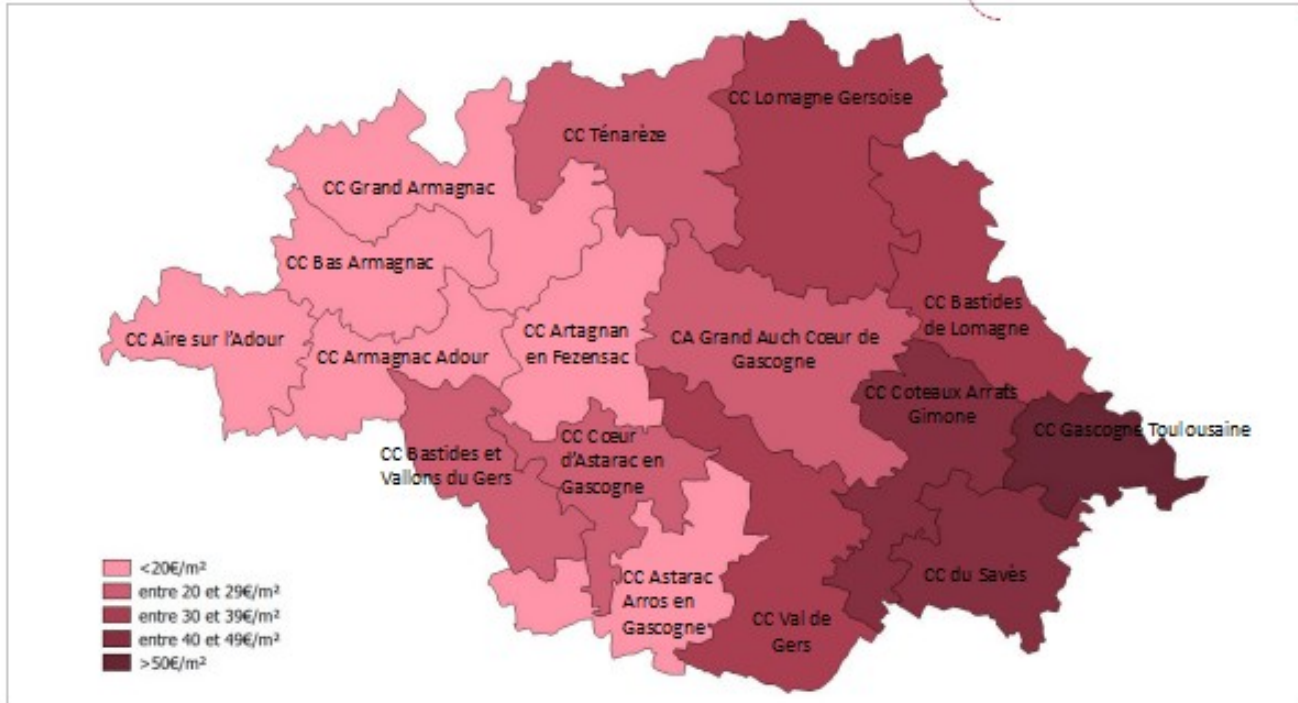 CC Lomagne Gersoise
CC Ténarèze
CC Grand Armagnac
CC Bas Armagnac
CC Bastides
de Lomagne
CC Aire sur l'Adour
CC Armagnac Adour
CC Artagnan
en Fezensac
CA Grand Auch Cœur de
Gascogne
CC Coteaux Arrats
Gimone
CC Gascogne Toulousaine
CC Bastides et
Vallons du Gers
CC Cœur
d'Astarac en
Gascogne
CC du Savès
CC Astarac
Arros en
Gascogne
CC Val de
Gers
<20€/m²
entre 20 et 29€/m²
entre 30 et 39€/m²
entre 40 et 49€/m²
>50€/m²